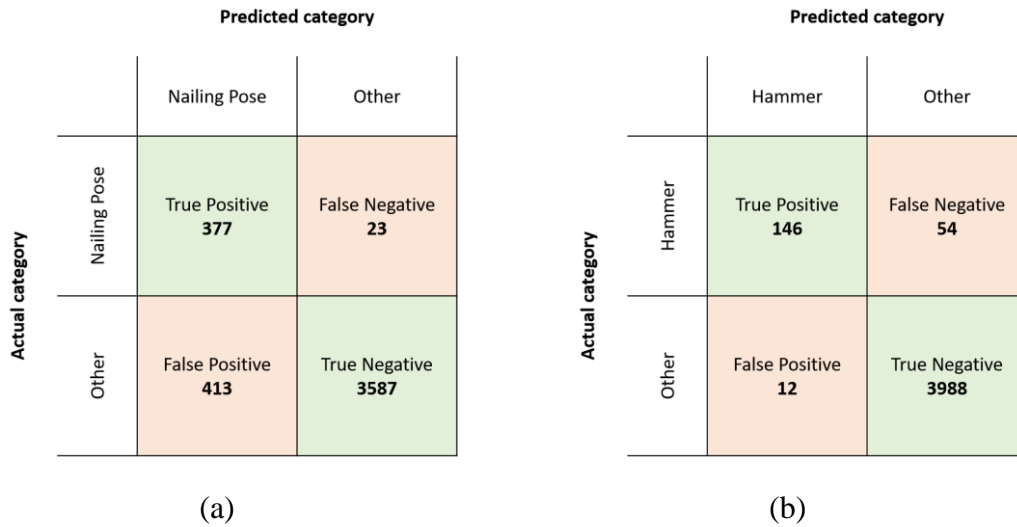 Predicted category
Nailing Pose Other
Actual category
Nailing Pose
True Positive
377
False Negative
23
Other
False Positive
413
True Negative
3587
(a)
Predicted category
Hammer Other
Actual category
Hammer
True Positive
146
False Negative
54
Other
False Positive
12
True Negative
3988
(b)